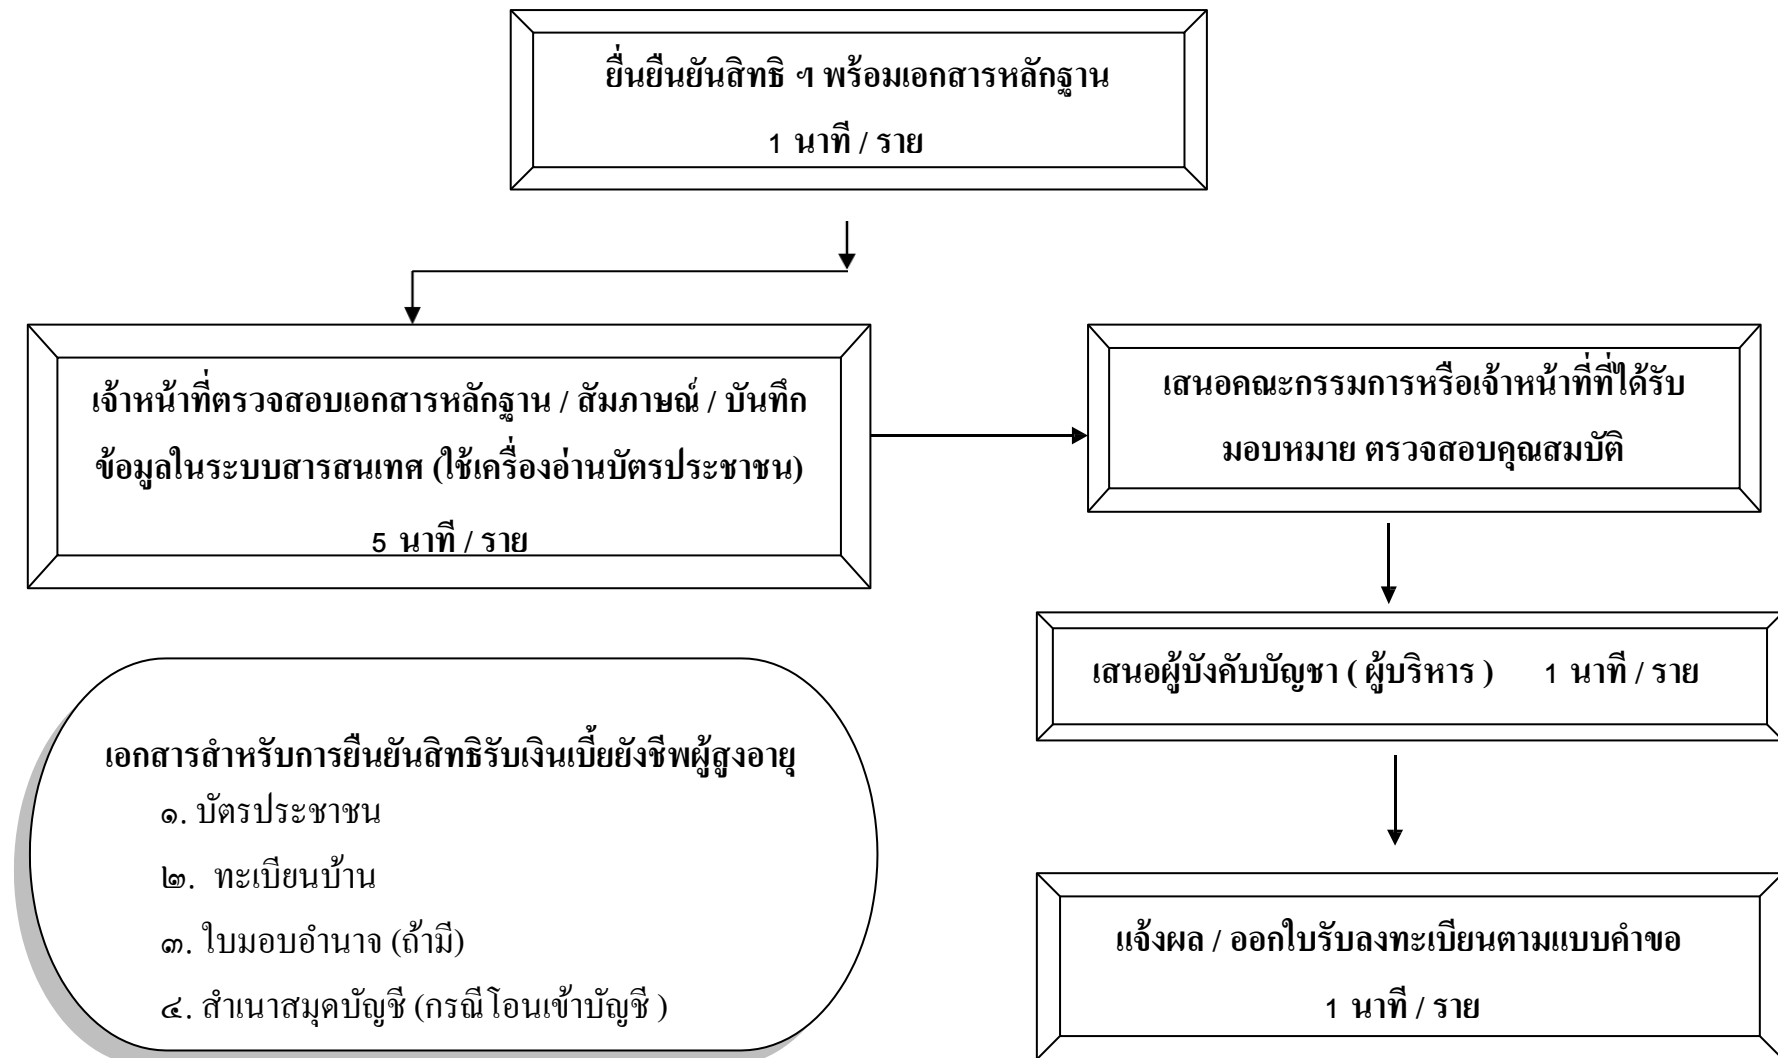 ยื่นยืนยันสิทธิ ฯ พร้อมเอกสารหลักฐาน
1 นาที / ราย
เจ้าหน้าที่ตรวจสอบเอกสารหลักฐาน / สัมภาษณ์ / บันทึก
ข้อมูลในระบบสารสนเทศ (ใช้เครื่องอ่านบัตรประชาชน)
5 นาที / ราย
เสนอคณะกรรมการหรือเจ้าหน้าที่ที่ได้รับ
มอบหมาย ตรวจสอบคุณสมบัติ
เสนอผู้บังคับบัญชา ( ผู้บริหาร ) 1 นาที / ราย
แจ้งผล / ออกใบรับลงทะเบียนตามแบบคำขอ
1 นาที / ราย
เอกสารสำหรับการยืนยันสิทธิรับเงินเบี้ยยังชีพผู้สูงอายุ
๑. บัตรประชาชน
๒. ทะเบียนบ้าน
๓. ใบมอบอำนาจ (ถ้ามี)
๔. สำเนาสมุดบัญชี (กรณีโอนเข้าบัญชี )